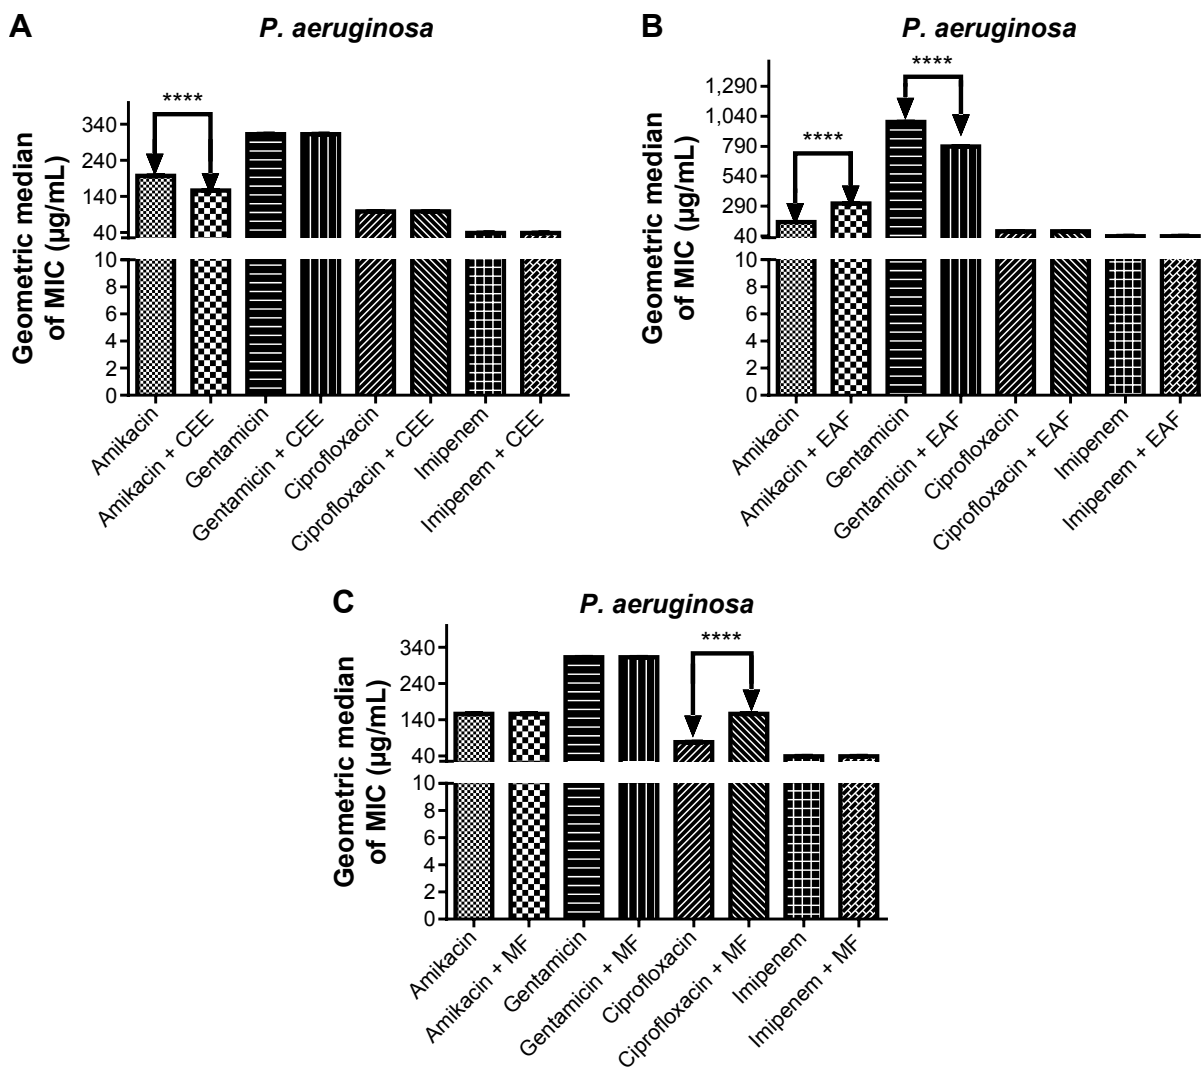 A
P. aeruginosa
Geometric median
of MIC (µg/mL)
340
240
140
40
10
8
6
4
2
0
****
Amikacin
Amikacin + CEE
Gentamicin
Gentamicin + CEE
Ciprofloxacin
Ciprofloxacin + CEE
Imipenem
Imipenem + CEE
B
P. aeruginosa
Geometric median
of MIC (µg/mL)
1,290
1,040
790
540
290
40
10
8
6
4
2
0
****
****
Amikacin
Amikacin + EAF
Gentamicin
Gentamicin + EAF
Ciprofloxacin
Ciprofloxacin + EAF
Imipenem
Imipenem + EAF
C
P. aeruginosa
Geometric median
of MIC (µg/mL)
340
240
140
40
10
8
6
4
2
0
****
Amikacin
Amikacin + MF
Gentamicin
Gentamicin + MF
Ciprofloxacin
Ciprofloxacin + MF
Imipenem
Imipenem + MF